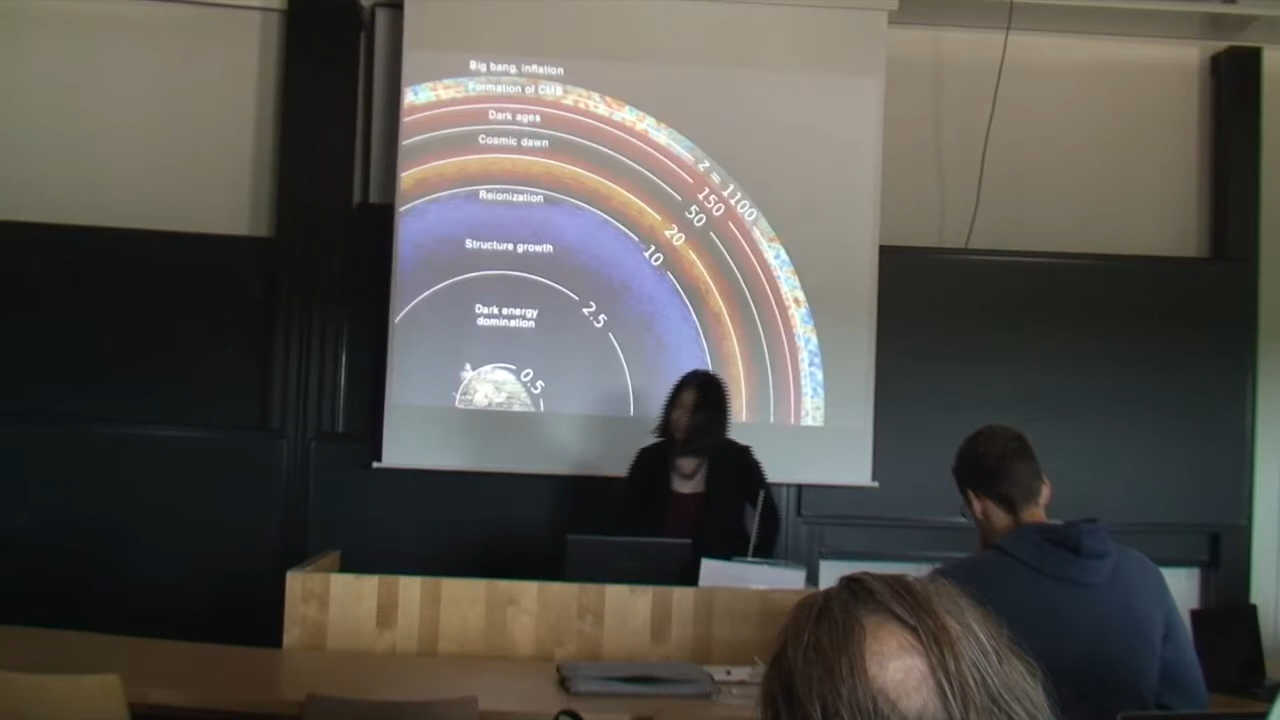 Big bang, inflation
Formation of CMB
Dark ages
Cosmic dawn
Reionization
Structure growth
Dark energy
domination
z = 1100
150
50
20
10
2.5
0.5